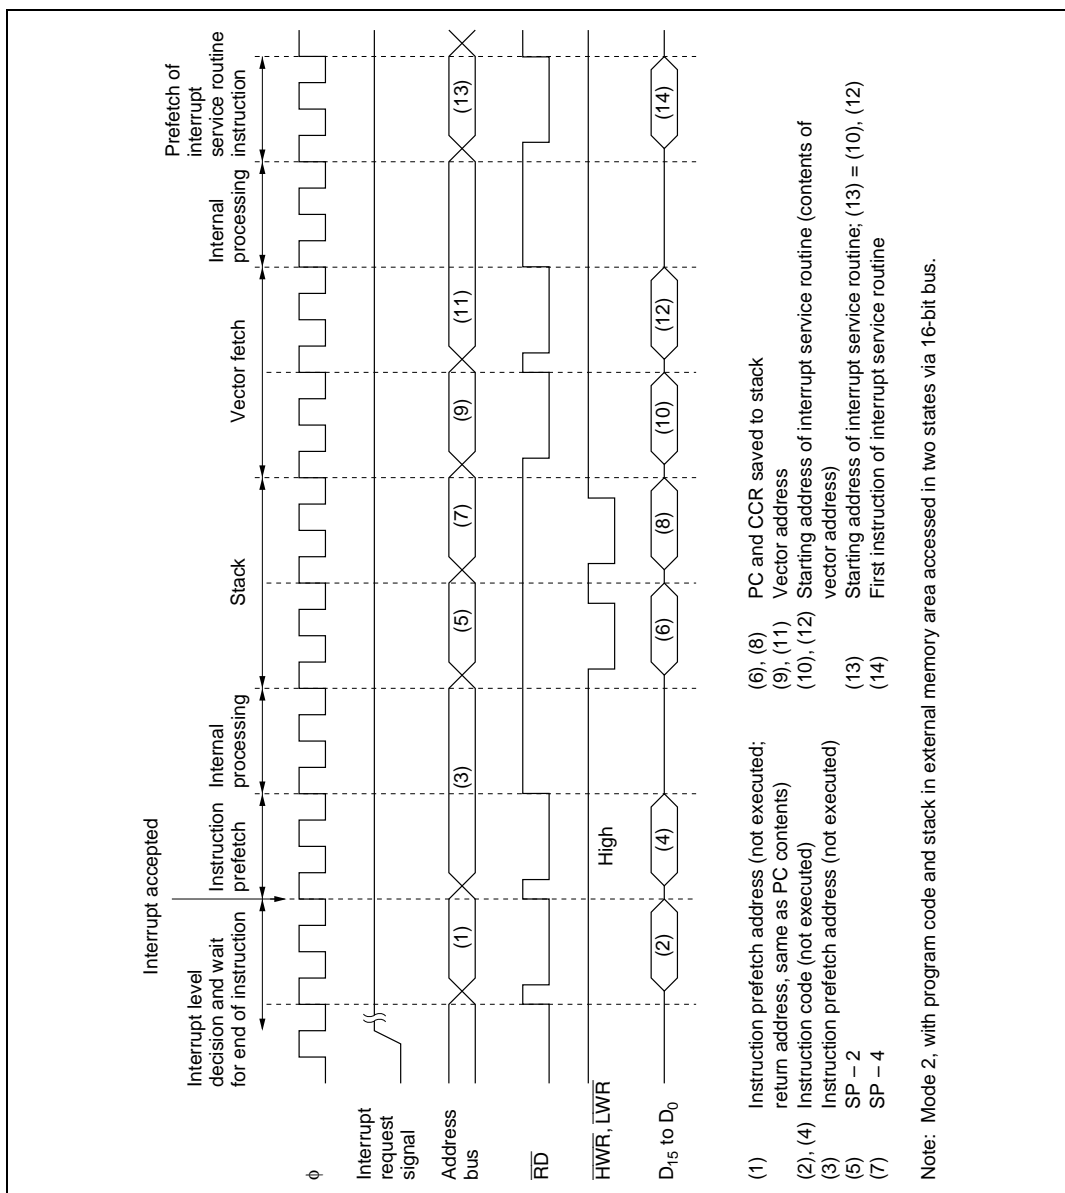 Interrupt accepted
Interrupt level
decision and wait
for end of instruction
Instruction
prefetch
Internal
processing
Stack
Vector fetch
Internal
processing
Prefetch of
interrupt
service routine
instruction
φ
Interrupt
request
signal
Address
bus
(1)
(3)
(5)
(7)
(9)
(11)
(13)
RD
HWR, LWR
High
D15 to D0
(2)
(4)
(6)
(8)
(10)
(12)
(14)
(1) Instruction prefetch address (not executed;
return address, same as PC contents)
(2), (4) Instruction code (not executed)
(3) Instruction prefetch address (not executed)
(5) SP – 2
(7) SP – 4
(6), (8) PC and CCR saved to stack
(9), (11) Vector address
(10), (12) Starting address of interrupt service routine (contents of
vector address)
(13) Starting address of interrupt service routine; (13) = (10), (12)
(14) First instruction of interrupt service routine
Note: Mode 2, with program code and stack in external memory area accessed in two states via 16-bit bus.